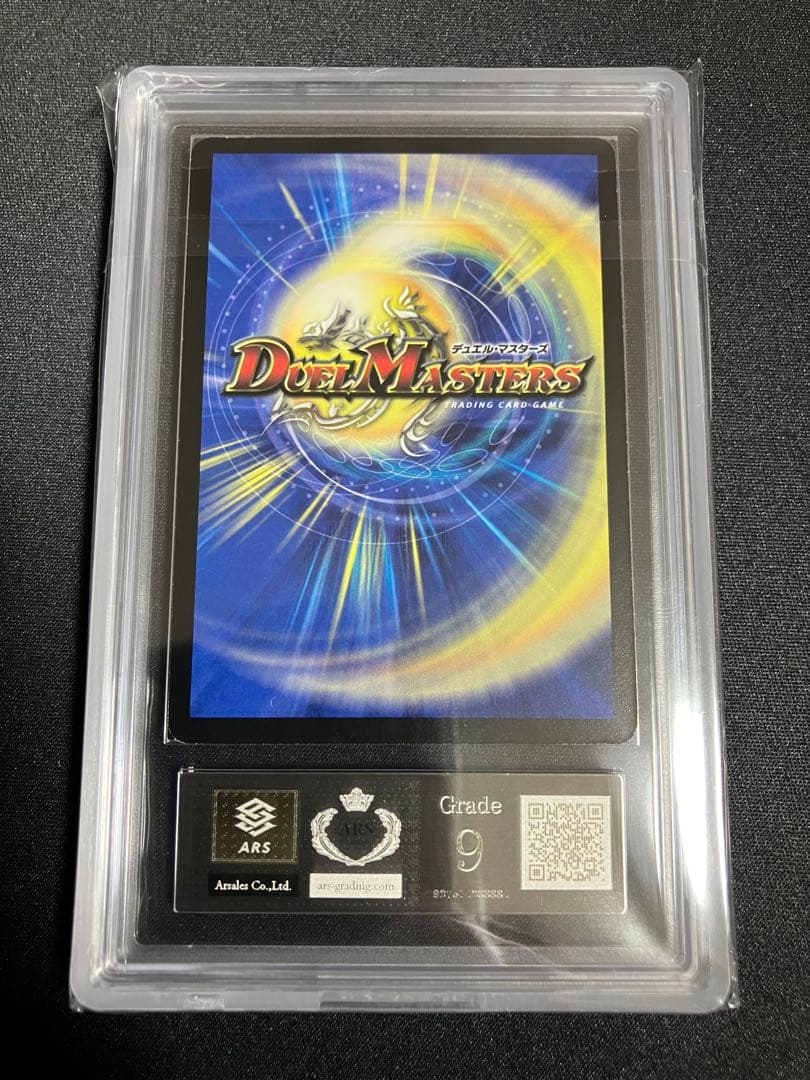 デュエル・マスターズ
DUEL MASTERS
TRADING CARD GAME
ARS
Arsales Co.,Ltd.
ARS
ars-grading.com
Grade
9